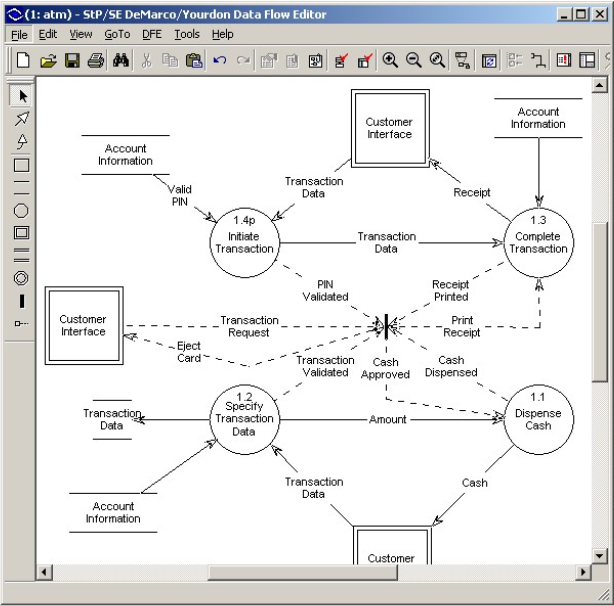 (1: atm) - StP/SE DeMarco/Yourdon Data Flow Editor
File Edit View GoTo DFE Tools Help
Customer
Interface
Account
Information
Account
Information
Transaction
Data
Receipt
Valid
PIN
1.4p
Initiate
Transaction
Transaction
Data
1.3
Complete
Transaction
PIN
Validated
Receipt
Printed
Customer
Interface
Transaction
Request
Print
Receipt
Eject
Card
Transaction
Validated
Cash
Approved
Cash
Dispensed
Transaction
Data
1.2
Specify
Transaction
Data
Amount
1.1
Dispense
Cash
Account
Information
Transaction
Data
Cash
Customer